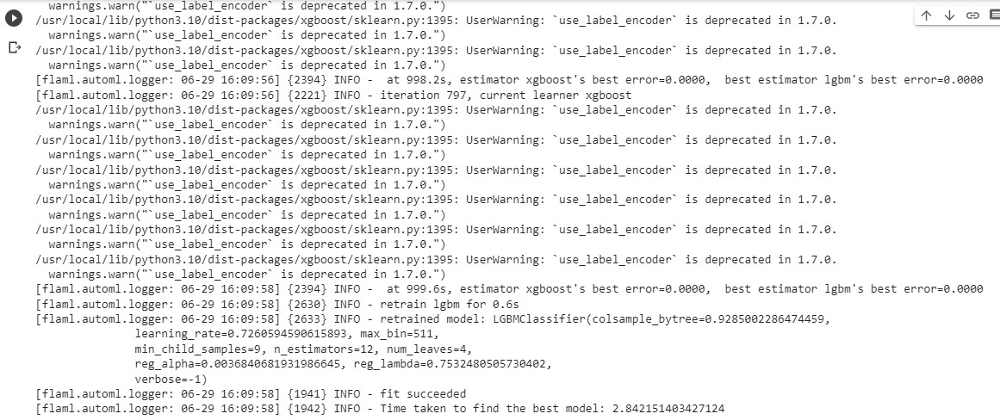 warnings.warn("`use_label_encoder` is deprecated in 1.7.0.")
/usr/local/lib/python3.10/dist-packages/xgboost/sklearn.py:1395: UserWarning: `use_label_encoder` is deprecated in 1.7.0.
  warnings.warn("`use_label_encoder` is deprecated in 1.7.0.")
/usr/local/lib/python3.10/dist-packages/xgboost/sklearn.py:1395: UserWarning: `use_label_encoder` is deprecated in 1.7.0.
  warnings.warn("`use_label_encoder` is deprecated in 1.7.0.")
[flaml.automl.logger: 06-29 16:09:56] {2394} INFO -  at 998.2s, estimator xgboost's best error=0.0000,  best estimator lgbm's best error=0.0000
[flaml.automl.logger: 06-29 16:09:56] {2221} INFO - iteration 797, current learner xgboost
/usr/local/lib/python3.10/dist-packages/xgboost/sklearn.py:1395: UserWarning: `use_label_encoder` is deprecated in 1.7.0.
  warnings.warn("`use_label_encoder` is deprecated in 1.7.0.")
/usr/local/lib/python3.10/dist-packages/xgboost/sklearn.py:1395: UserWarning: `use_label_encoder` is deprecated in 1.7.0.
  warnings.warn("`use_label_encoder` is deprecated in 1.7.0.")
/usr/local/lib/python3.10/dist-packages/xgboost/sklearn.py:1395: UserWarning: `use_label_encoder` is deprecated in 1.7.0.
  warnings.warn("`use_label_encoder` is deprecated in 1.7.0.")
/usr/local/lib/python3.10/dist-packages/xgboost/sklearn.py:1395: UserWarning: `use_label_encoder` is deprecated in 1.7.0.
  warnings.warn("`use_label_encoder` is deprecated in 1.7.0.")
/usr/local/lib/python3.10/dist-packages/xgboost/sklearn.py:1395: UserWarning: `use_label_encoder` is deprecated in 1.7.0.
  warnings.warn("`use_label_encoder` is deprecated in 1.7.0.")
/usr/local/lib/python3.10/dist-packages/xgboost/sklearn.py:1395: UserWarning: `use_label_encoder` is deprecated in 1.7.0.
  warnings.warn("`use_label_encoder` is deprecated in 1.7.0.")
[flaml.automl.logger: 06-29 16:09:58] {2394} INFO -  at 999.6s, estimator xgboost's best error=0.0000,  best estimator lgbm's best error=0.0000
[flaml.automl.logger: 06-29 16:09:58] {2630} INFO - retrain lgbm for 0.6s
[flaml.automl.logger: 06-29 16:09:58] {2633} INFO - retrained model: LGBMClassifier(colsample_bytree=0.9285002286474459,
               learning_rate=0.7260594590615893, max_bin=511,
               min_child_samples=9, n_estimators=12, num_leaves=4,
               reg_alpha=0.0036840681931986645, reg_lambda=0.7532480505730402,
               verbose=-1)
[flaml.automl.logger: 06-29 16:09:58] {1941} INFO - fit succeeded
[flaml.automl.logger: 06-29 16:09:58] {1942} INFO - Time taken to find the best model: 2.842151403427124